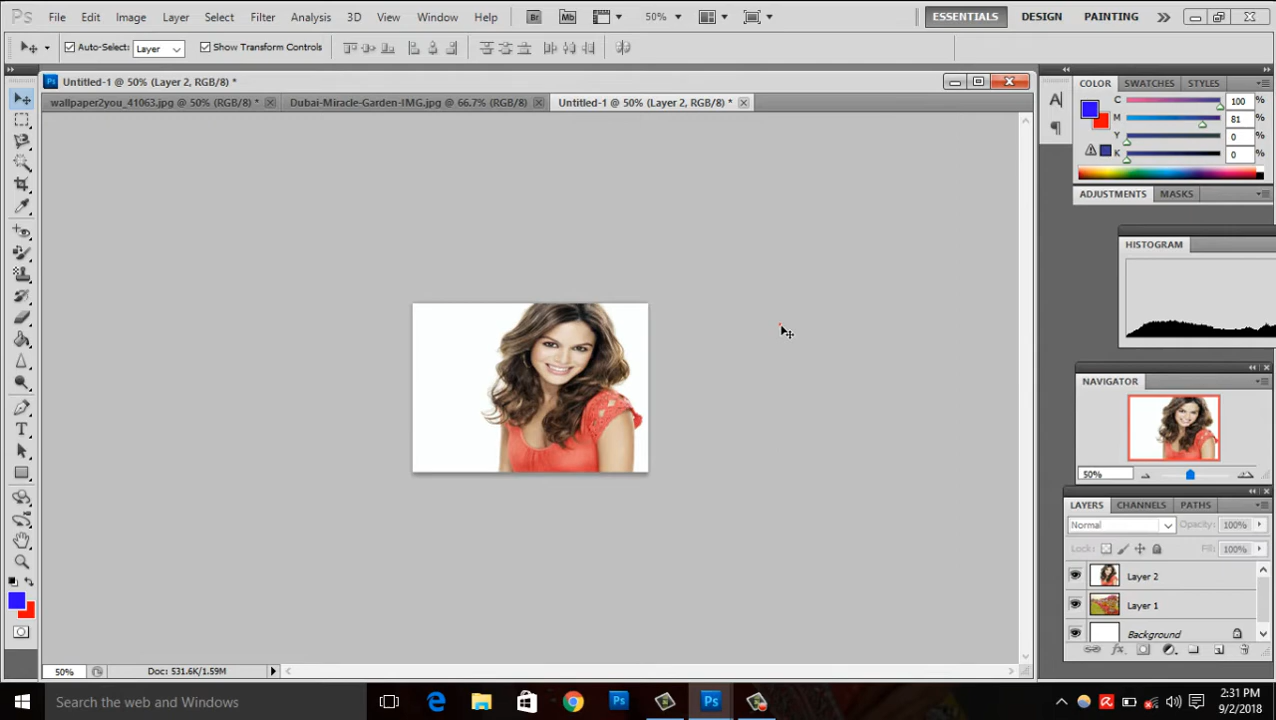 Ps File Edit Image Layer Select Filter Analysis 3D View Window Help Br Mb 50% ESSENTIALS DESIGN PAINTING
Auto-Select: Layer Show Transform Controls
Untitled-1 @ 50% (Layer 2, RGB/8) *
wallpaper2you_41063.jpg @ 50% (RGB/8) * Dubai-Miracle-Garden-IMG.jpg @ 66.7% (RGB/8) Untitled-1 @ 50% (Layer 2, RGB/8) *
COLOR SWATCHES STYLES
C 100 %
M 81 %
Y 0 %
K 0 %
ADJUSTMENTS MASKS
HISTOGRAM
NAVIGATOR
50%
LAYERS CHANNELS PATHS
Normal Opacity: 100%
Lock: Fill: 100%
Layer 2
Layer 1
Background
50% Doc: 531.6K/1.59M
Search the web and Windows
2:31 PM
9/2/2018